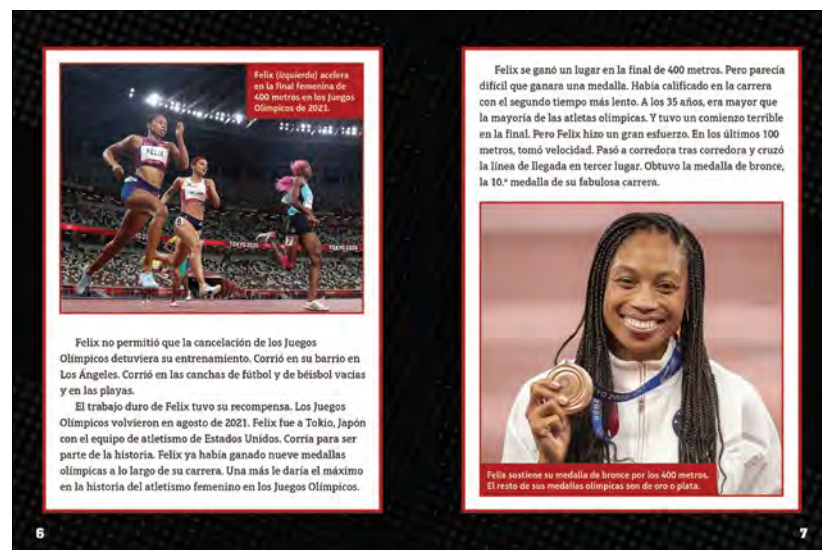 Felix (izquierda) acelera
en la final femenina de
400 metros en los Juegos
Olímpicos de 2021.
FELIX
TOKYO 2020
TOKYO 2020
Felix no permitió que la cancelación de los Juegos
Olímpicos detuviera su entrenamiento. Corrió en su barrio en
Los Ángeles. Corrió en las canchas de fútbol y de béisbol vacías
y en las playas.
El trabajo duro de Felix tuvo su recompensa. Los Juegos
Olímpicos volvieron en agosto de 2021. Felix fue a Tokio, Japón
con el equipo de atletismo de Estados Unidos. Corría para ser
parte de la historia. Felix ya había ganado nueve medallas
olímpicas a lo largo de su carrera. Una más le daría el máximo
en la historia del atletismo femenino en los Juegos Olímpicos.
6
Felix se ganó un lugar en la final de 400 metros. Pero parecía
difícil que ganara una medalla. Había calificado en la carrera
con el segundo tiempo más lento. A los 35 años, era mayor que
la mayoría de las atletas olímpicas. Y tuvo un comienzo terrible
en la final. Pero Felix hizo un gran esfuerzo. En los últimos 100
metros, tomó velocidad. Pasó a corredora tras corredora y cruzó
la línea de llegada en tercer lugar. Obtuvo la medalla de bronce,
la 10.ª medalla de su fabulosa carrera.
Felix sostiene su medalla de bronce por los 400 metros.
El resto de sus medallas olímpicas son de oro o plata.
7